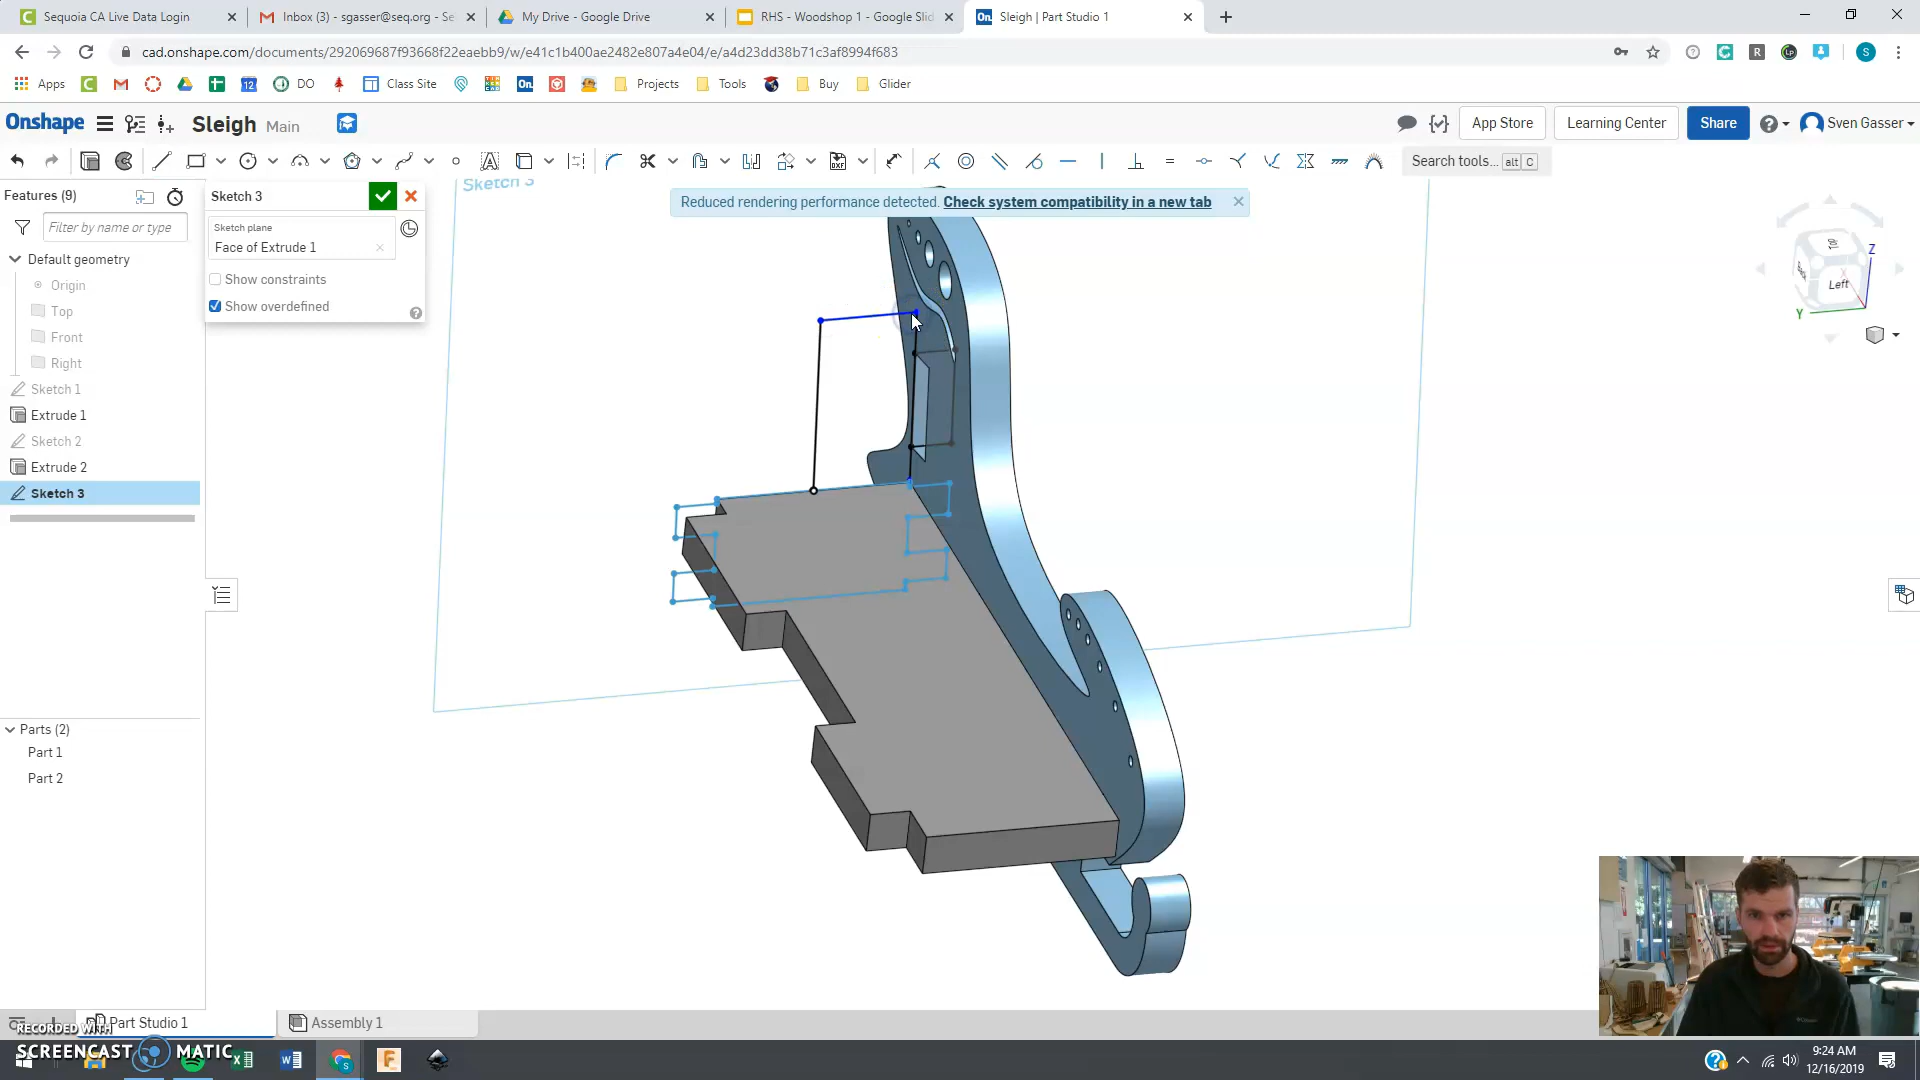 Sequoia CA Live Data Login
Inbox (3) - sgasser@seq.org - Se
My Drive - Google Drive
RHS - Woodshop 1 - Google Slid
On.
Sleigh | Part Studio 1
cad.onshape.com/documents/292069687f93668f22eaebb9/w/e41c1b400ae2482e807a4e04/e/a4d23dd38b71c3af8994f683
R
S
Apps
12
DO
Class Site
On.
Projects
Tools
Buy
Glider
Onshape
Sleigh
Main
App Store
Learning Center
Share
Sven Gasser
Search tools... alt C
Features (9)
Filter by name or type
Default geometry
Origin
Top
Front
Right
Sketch 1
Extrude 1
Sketch 2
Extrude 2
Sketch 3
Sketch 3
Sketch plane
Face of Extrude 1
Show constraints
Show overdefined
Sketch 3
Reduced rendering performance detected. Check system compatibility in a new tab
Z
Left
Y
Parts (2)
Part 1
Part 2
Part Studio 1
Assembly 1
RECORDED WITH
SCREENCAST MATIC
9:24 AM
12/16/2019